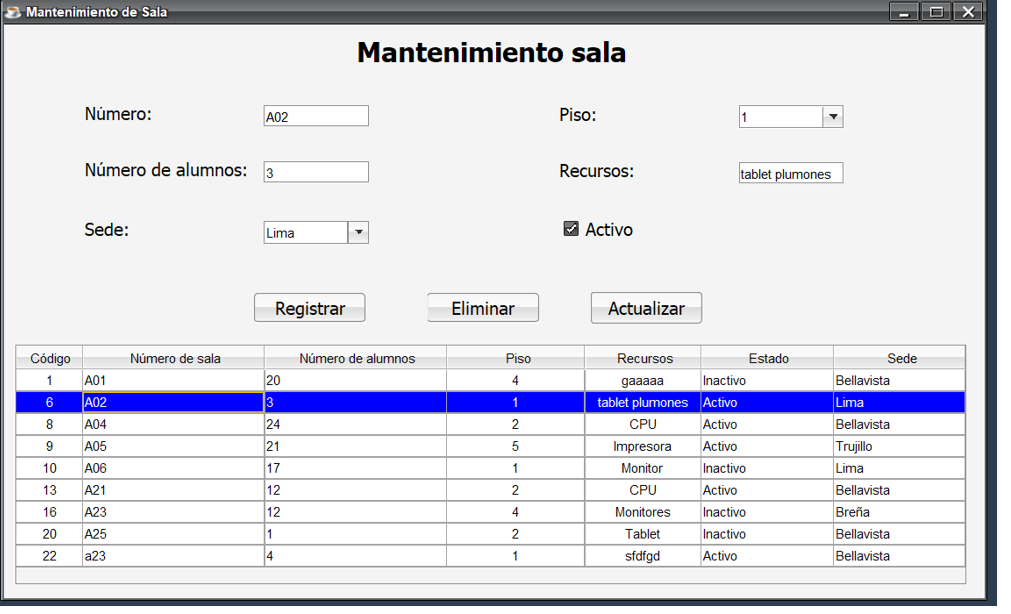 Mantenimiento de Sala
Mantenimiento sala
Número: A02 Piso: 1
Número de alumnos: 3 Recursos: tablet plumones
Sede: Lima Activo
Registrar Eliminar Actualizar
Código Número de sala Número de alumnos Piso Recursos Estado Sede
1 A01 20 4 gaaaaa Inactivo Bellavista
6 A02 3 1 tablet plumones Activo Lima
8 A04 24 2 CPU Activo Bellavista
9 A05 21 5 Impresora Activo Trujillo
10 A06 17 1 Monitor Inactivo Lima
13 A21 12 2 CPU Activo Bellavista
16 A23 12 4 Monitores Inactivo Breña
20 A25 1 2 Tablet Inactivo Bellavista
22 a23 4 1 sfdfgd Activo Bellavista